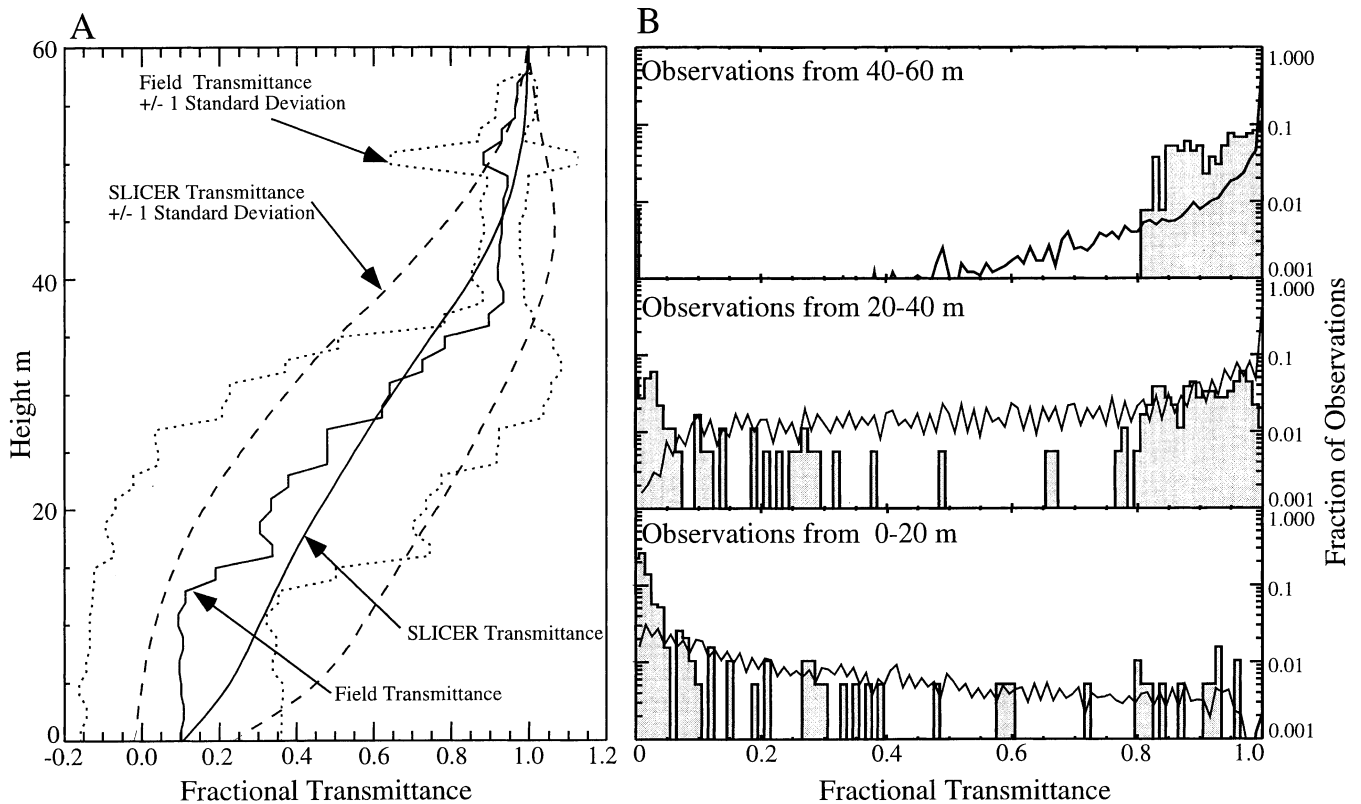 A
60
40
20
0
Height m
-0.2 0.0 0.2 0.4 0.6 0.8 1.0 1.2
Fractional Transmittance
Field Transmittance
+/- 1 Standard Deviation
SLICER Transmittance
+/- 1 Standard Deviation
SLICER Transmittance
Field Transmittance
B
Observations from 40-60 m
1.000
0.1
0.01
0.001
Observations from 20-40 m
1.000
0.1
0.01
0.001
Observations from 0-20 m
1.000
0.1
0.01
0.001
Fraction of Observations
0 0.2 0.4 0.6 0.8 1.0
Fractional Transmittance